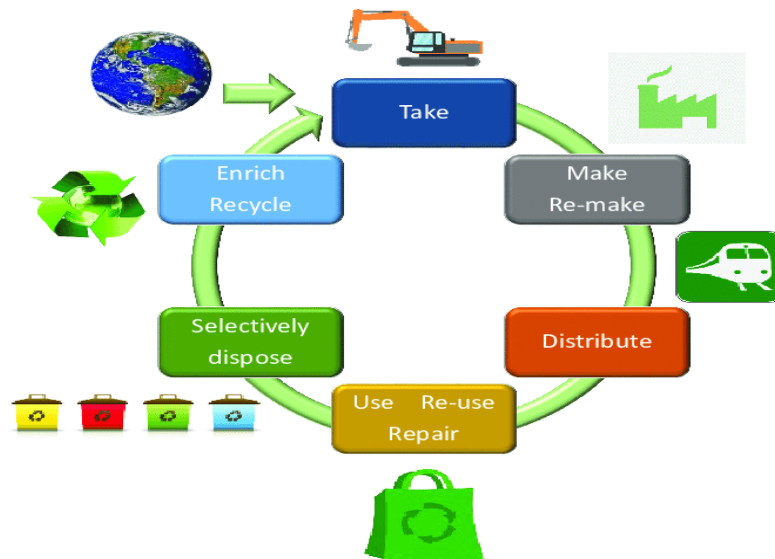 Take
Make
Re-make
Distribute
Use Re-use
Repair
Selectively
dispose
Enrich
Recycle